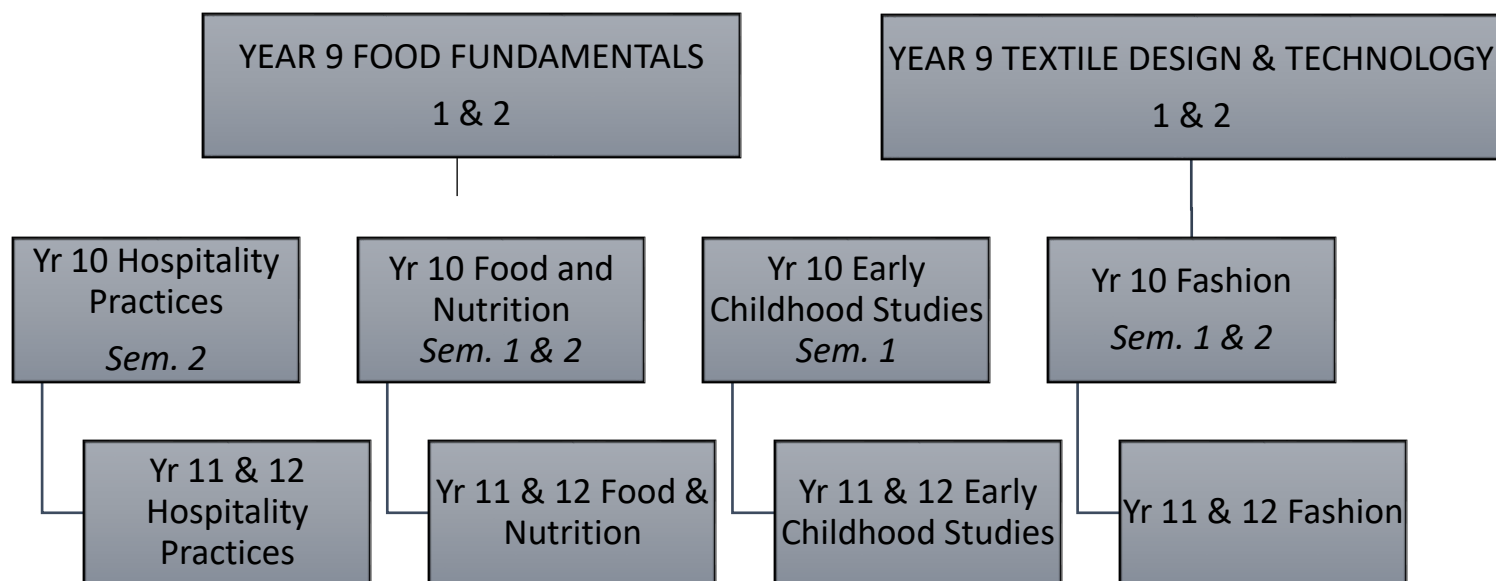 YEAR 9 FOOD FUNDAMENTALS
1 & 2
YEAR 9 TEXTILE DESIGN & TECHNOLOGY
1 & 2
Yr 10 Hospitality
Practices
Sem. 2
Yr 10 Food and
Nutrition
Sem. 1 & 2
Yr 10 Early
Childhood Studies
Sem. 1
Yr 10 Fashion
Sem. 1 & 2
Yr 11 & 12
Hospitality
Practices
Yr 11 & 12 Food &
Nutrition
Yr 11 & 12 Early
Childhood Studies
Yr 11 & 12 Fashion